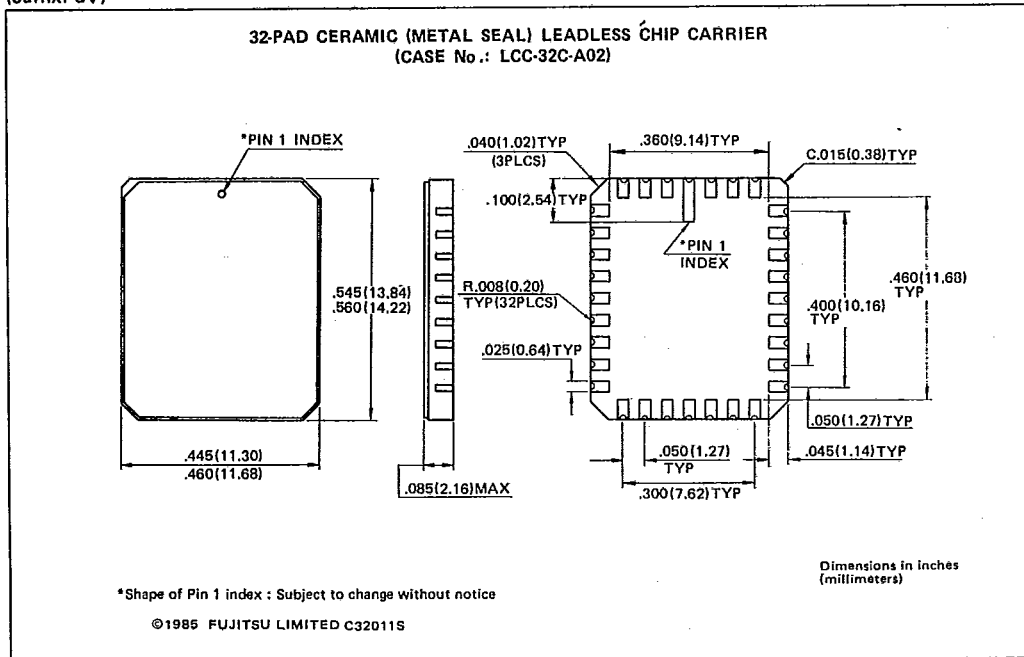 32-PAD CERAMIC (METAL SEAL) LEADLESS CHIP CARRIER
(CASE No.: LCC-32C-A02)
*PIN 1 INDEX
.545(13.84)
.560(14.22)
.445(11.30)
.460(11.68)
.085(2.16)MAX
.040(1.02)TYP
(3PLCS)
.360(9.14)TYP
C.015(0.38)TYP
.100(2.54)TYP
*PIN 1
INDEX
R.008(0.20)
TYP(32PLCS)
.025(0.64)TYP
.460(11.68)
TYP
.400(10.16)
TYP
.050(1.27)TYP
.045(1.14)TYP
.050(1.27)
TYP
.300(7.62)TYP
Dimensions in inches
(millimeters)
*Shape of Pin 1 index : Subject to change without notice
©1985 FUJITSU LIMITED C32011S